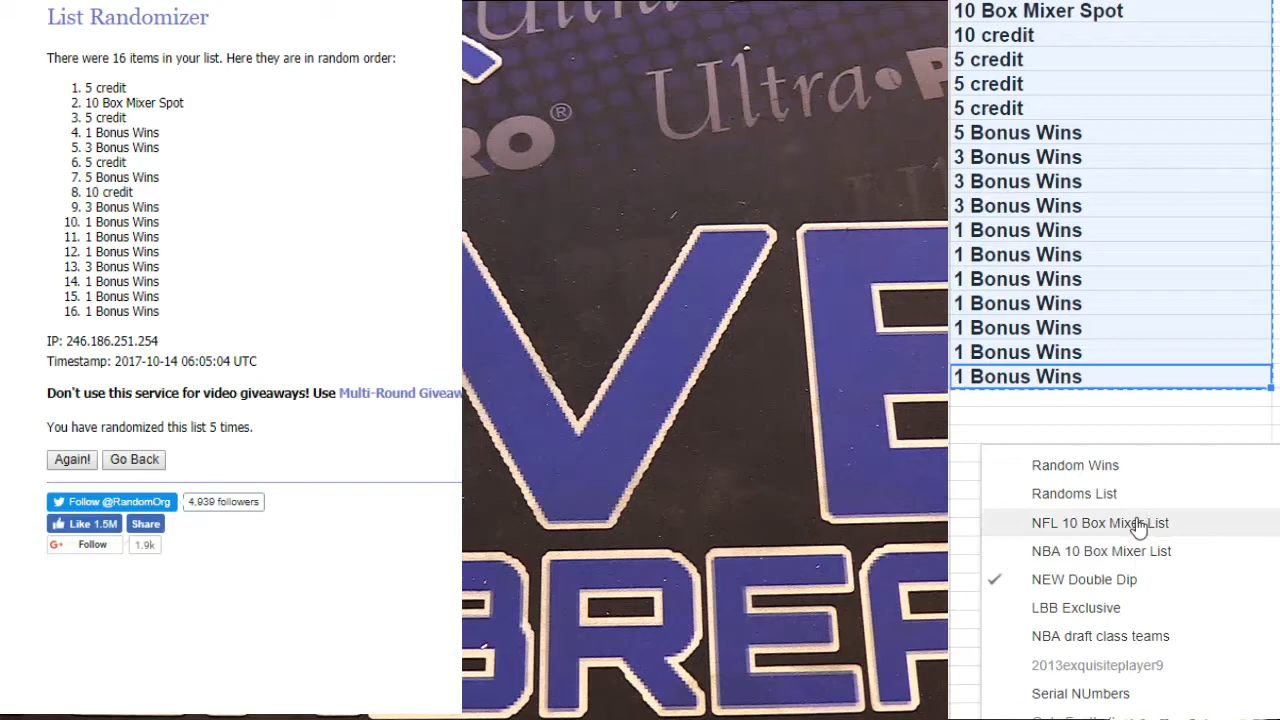 List Randomizer
There were 16 items in your list. Here they are in random order:
1. 5 credit
2. 10 Box Mixer Spot
3. 5 credit
4. 1 Bonus Wins
5. 3 Bonus Wins
6. 5 credit
7. 5 Bonus Wins
8. 10 credit
9. 3 Bonus Wins
10. 1 Bonus Wins
11. 1 Bonus Wins
12. 1 Bonus Wins
13. 3 Bonus Wins
14. 1 Bonus Wins
15. 1 Bonus Wins
16. 1 Bonus Wins
IP: 246.186.251.254
Timestamp: 2017-10-14 06:05:04 UTC
Don't use this service for video giveaways! Use Multi-Round Giveaw
You have randomized this list 5 times.
Again! Go Back
Follow @RandomOrg 4,939 followers
Like 1.5M Share
G+ Follow 1.9k
Ultra
Ultra P
RO®
VE
BREA
10 Box Mixer Spot
10 credit
5 credit
5 credit
5 credit
5 Bonus Wins
3 Bonus Wins
3 Bonus Wins
3 Bonus Wins
1 Bonus Wins
1 Bonus Wins
1 Bonus Wins
1 Bonus Wins
1 Bonus Wins
1 Bonus Wins
1 Bonus Wins
Random Wins
Randoms List
NFL 10 Box Mixer List
NBA 10 Box Mixer List
NEW Double Dip
LBB Exclusive
NBA draft class teams
2013exquisiteplayer9
Serial NUmbers